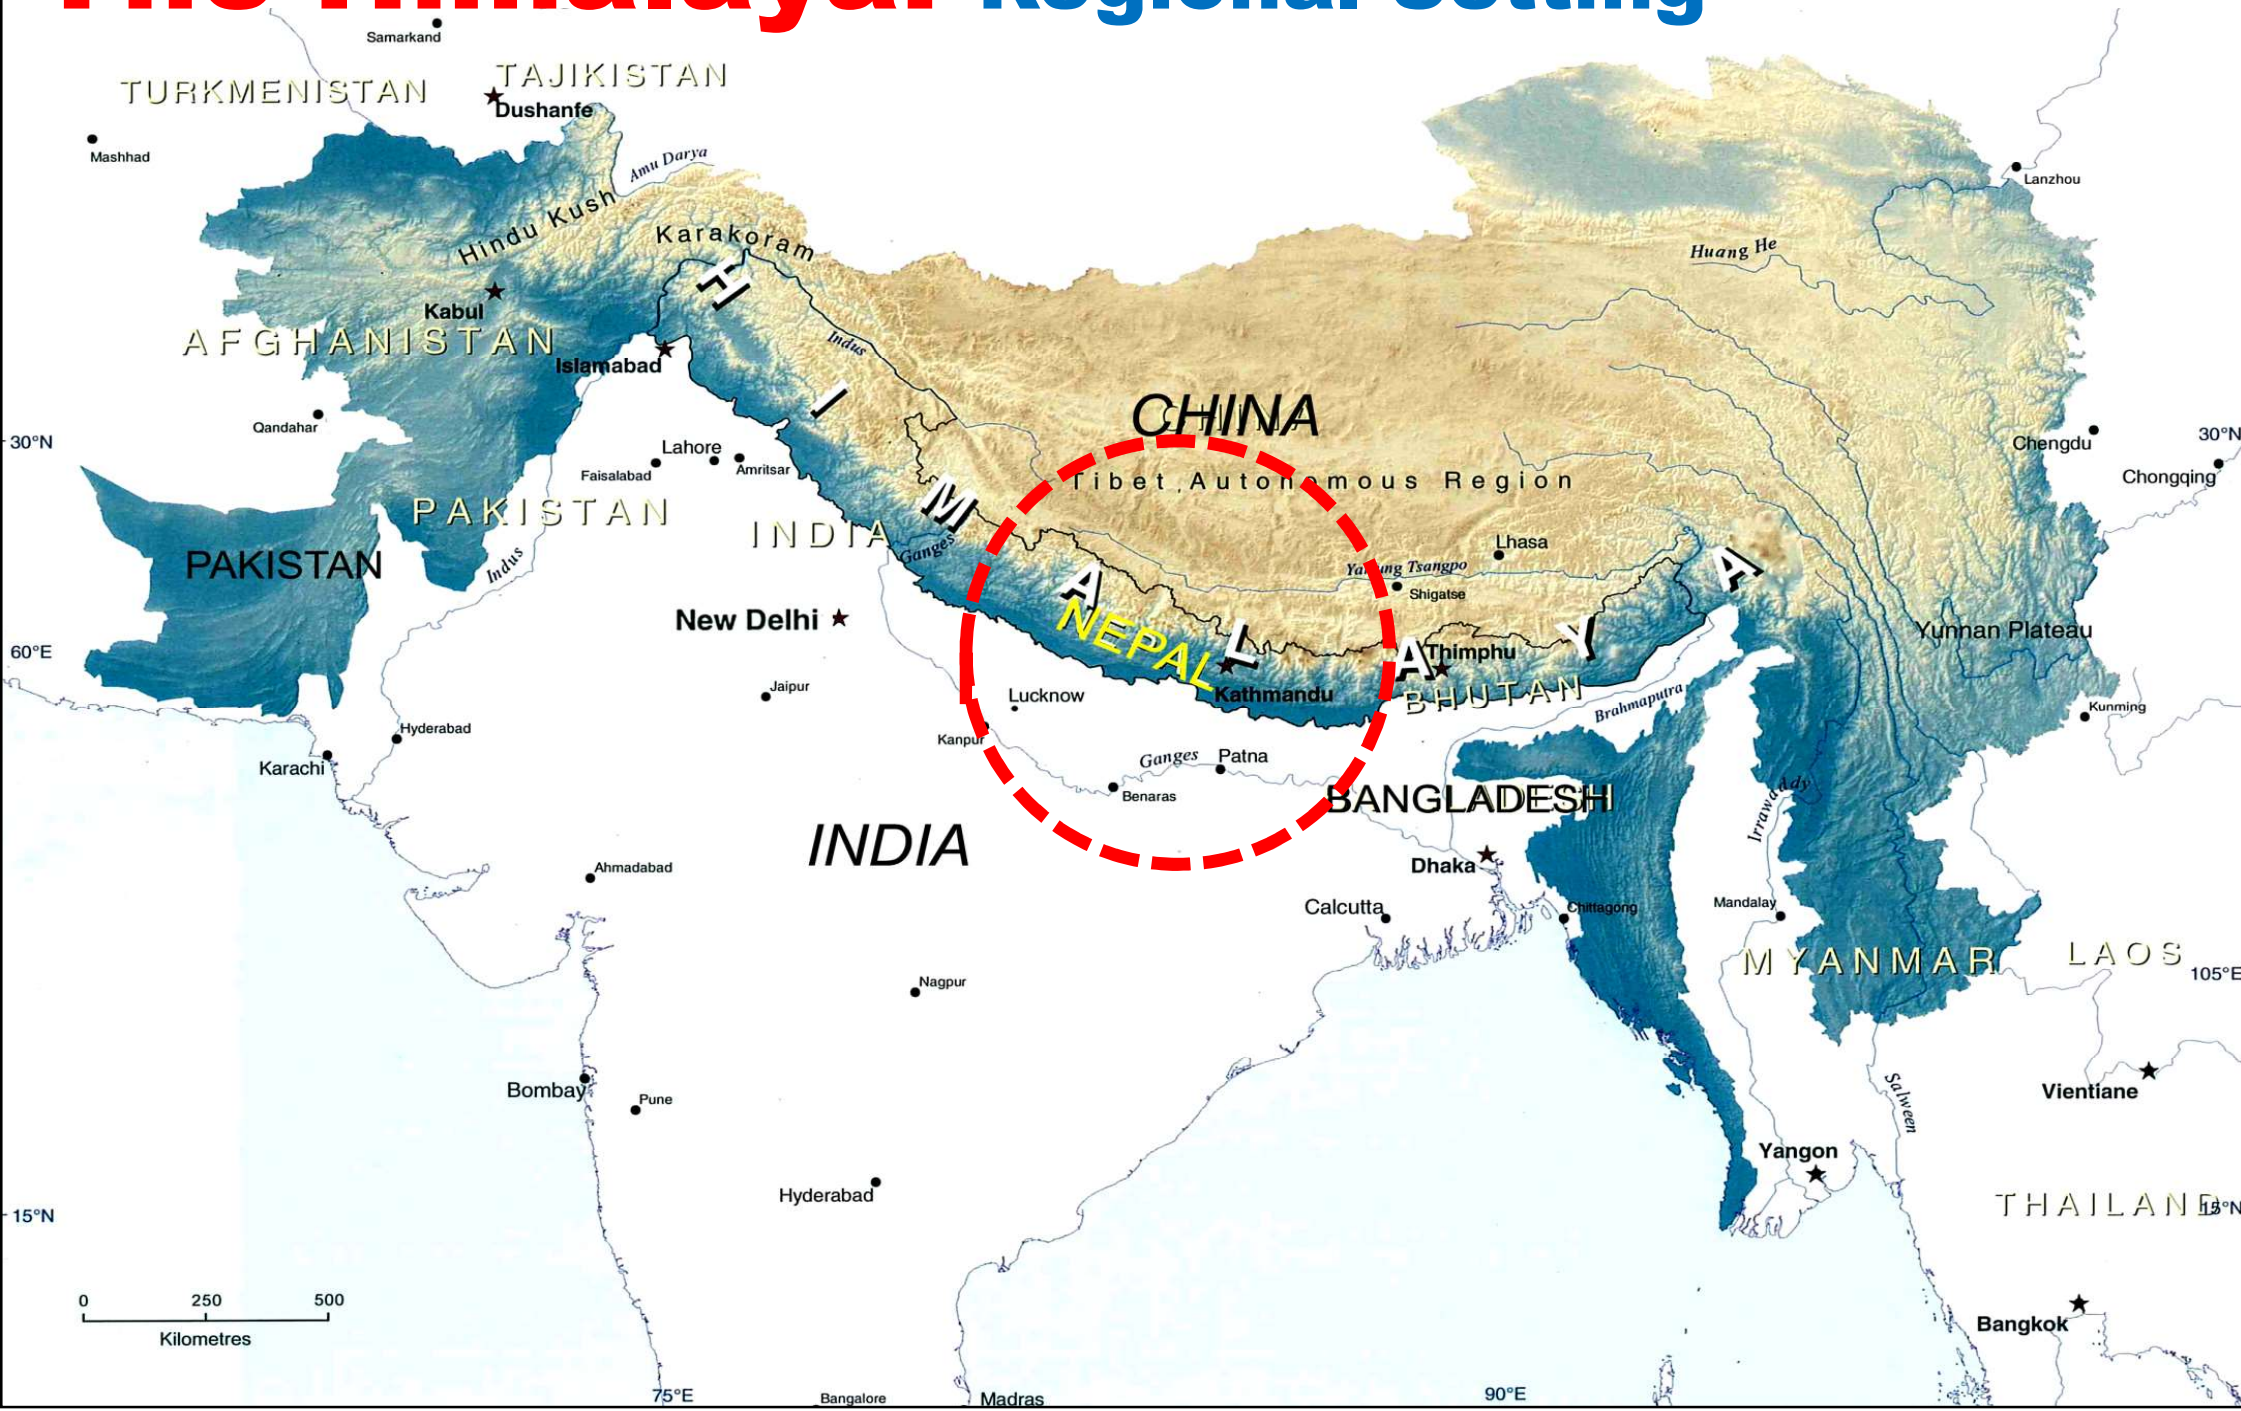 The Himalaya: Regional Setting
Samarkand
TURKMENISTAN
TAJIKISTAN
Dushanfe
Mashhad
Amu Darya
Lanzhou
Hindu Kush
Karakoram
Huang He
Kabul
AFGHANISTAN
Islamabad
Indus
HIMALAYA
CHINA
Qandahar
30°N
30°N
Lahore
Faisalabad
Amritsar
Chengdu
Chongqing
Tibet Autonomous Region
PAKISTAN
INDIA
Ganges
Lhasa
PAKISTAN
Indus
Yarlung Tsangpo
Shigatse
New Delhi
NEPAL
Yunnan Plateau
60°E
Thimphu
Kathmandu
BHUTAN
Jaipur
Lucknow
Brahmaputra
Kunming
Hyderabad
Kanpur
Karachi
Ganges
Patna
Benaras
BANGLADESH
Irrawaddy
INDIA
Ahmadabad
Dhaka
Calcutta
Chittagong
Mandalay
MYANMAR
LAOS
105°E
Nagpur
Bombay
Pune
Vientiane
Salween
Yangon
Hyderabad
15°N
THAILAND
15°N
0 250 500
Kilometres
Bangkok
75°E
90°E
Bangalore
Madras